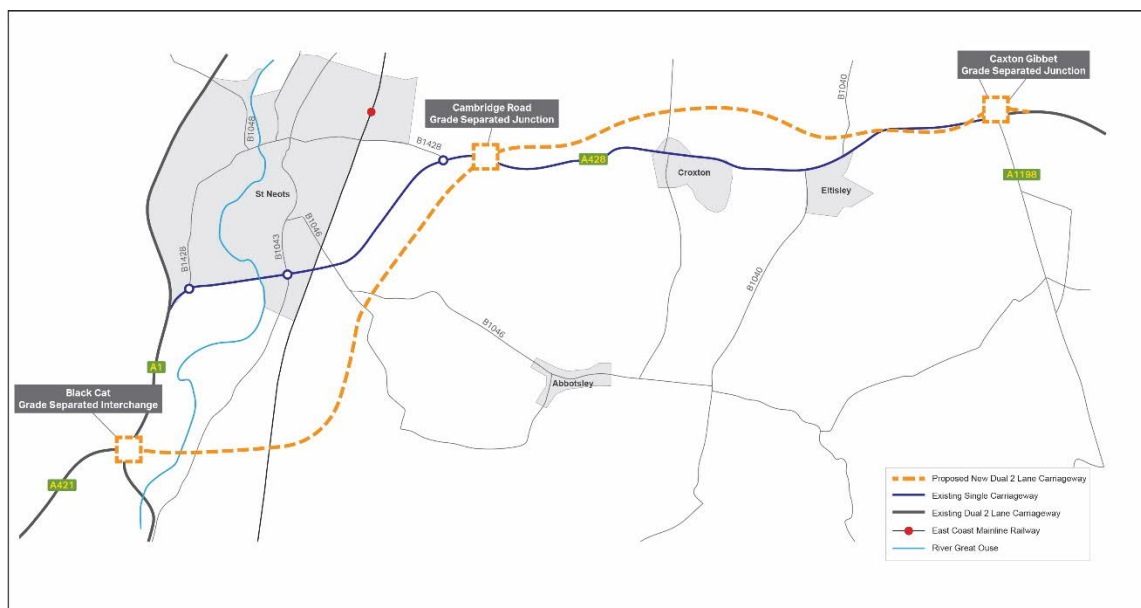 Caxton Gibbet
Grade Separated Junction
Cambridge Road
Grade Separated Junction
B1040
B1048
B1428
A428
Croxton
Eltisley
A1198
St Neots
B1046
B1043
B1428
B1040
B1046
Abbotsley
A1
Black Cat
Grade Separated Interchange
A421
Proposed New Dual 2 Lane Carriageway
Existing Single Carriageway
Existing Dual 2 Lane Carriageway
East Coast Mainline Railway
River Great Ouse